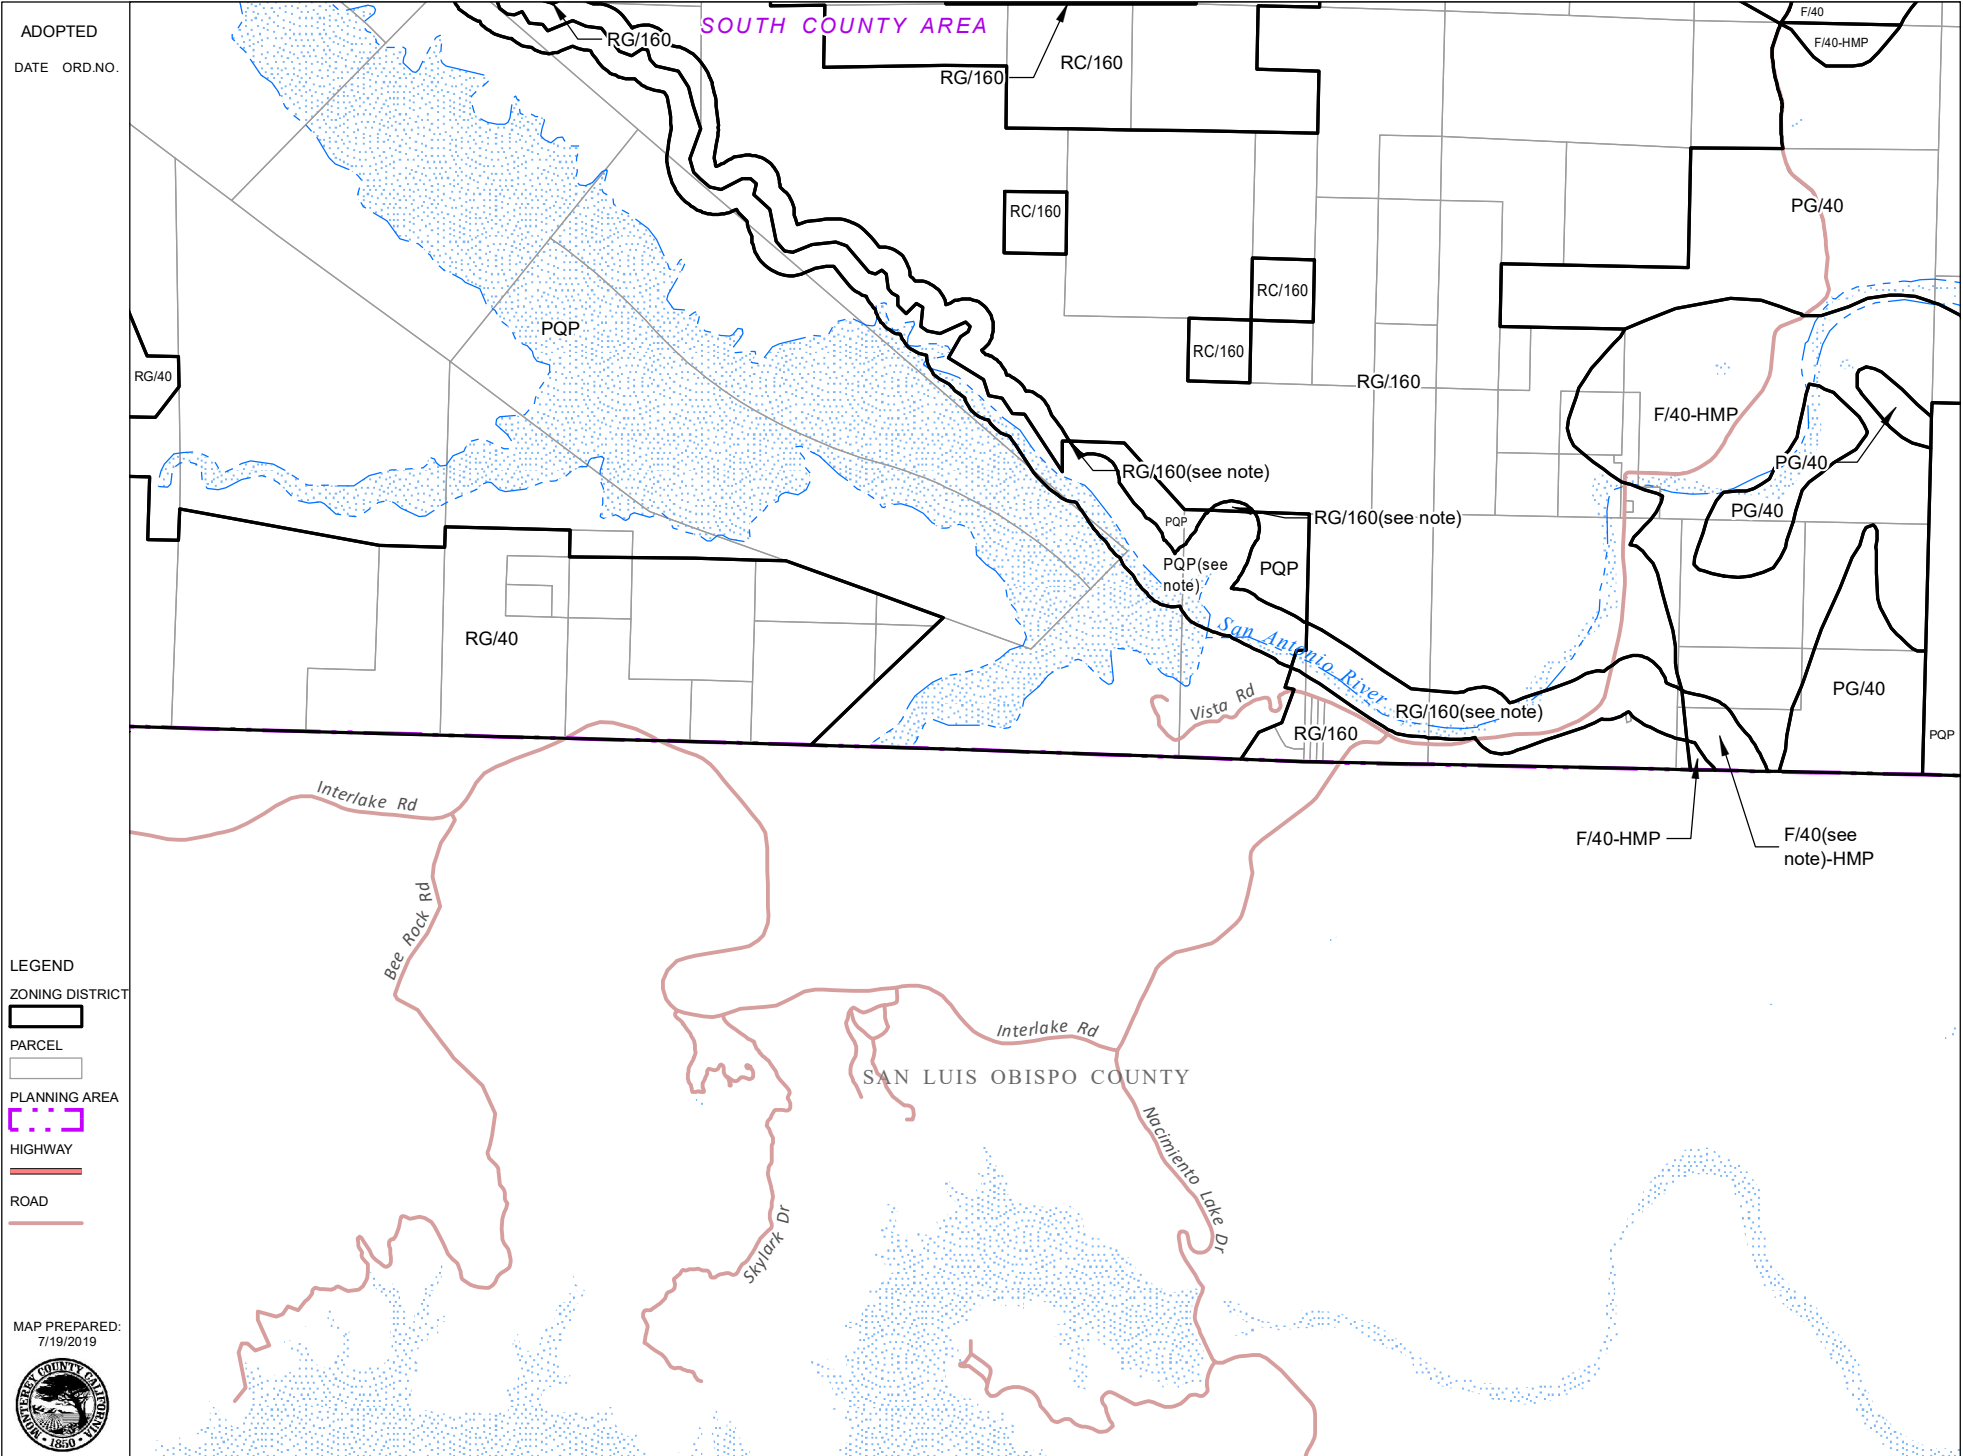 ADOPTED
DATE ORD.NO.
SOUTH COUNTY AREA
RG/160
RG/160
RC/160
F/40
F/40-HMP
RC/160
PG/40
RC/160
PQP
RC/160
RG/40
RG/160
F/40-HMP
PG/40
RG/160(see note)
PG/40
RG/160(see note)
PQP
PQP(see
note)
PQP
RG/40
San Antonio River
PG/40
Vista Rd
RG/160(see note)
RG/160
PQP
Interlake Rd
F/40-HMP
F/40(see
note)-HMP
Bee Rock Rd
LEGEND
ZONING DISTRICT
PARCEL
PLANNING AREA
HIGHWAY
ROAD
Interlake Rd
SAN LUIS OBISPO COUNTY
Nacimiento Lake Dr
Skylark Dr
MAP PREPARED:
7/19/2019
MONTEREY COUNTY CALIFORNIA
1850